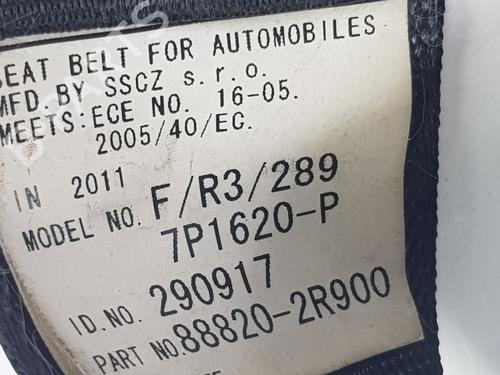 SEAT BELT FOR AUTOMOBILES
MFD. BY SSCZ s.r.o.
MEETS:ECE NO. 16-05.
2005/40/EC.
IN 2011
MODEL NO. F/R3/289
7P1620-P
ID.NO. 290917
PART NO. 88820-2R900